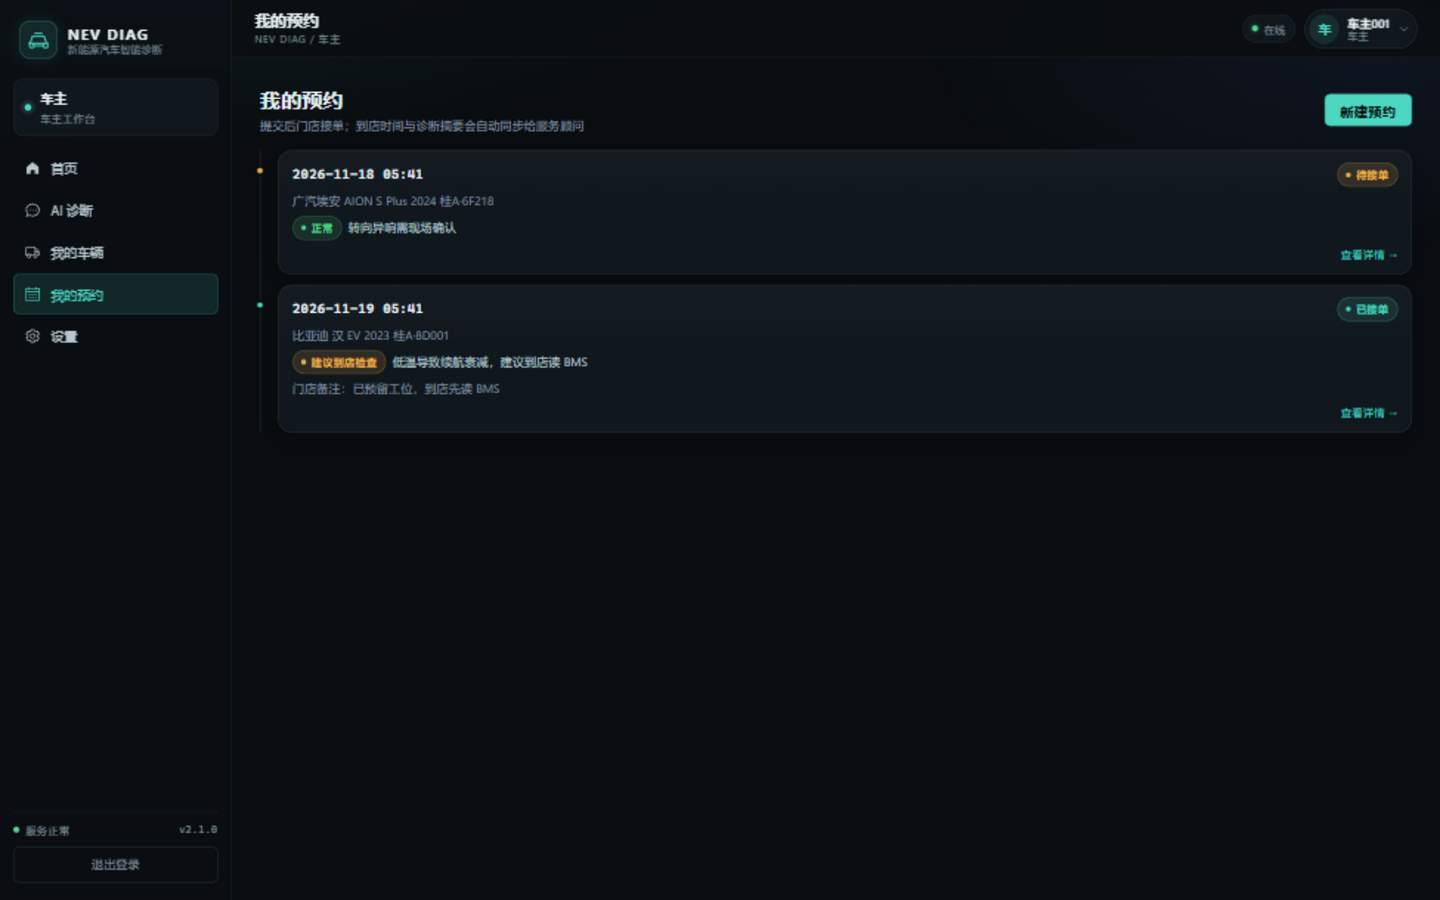 NEV DIAG
新能源汽车智能诊断
车主
车主工作台
首页
AI 诊断
我的车辆
我的预约
设置
服务正常
v2.1.0
退出登录
我的预约
NEV DIAG / 车主
在线
车
车主001
车主
我的预约
提交后门店接单；到店时间与诊断摘要会自动同步给服务顾问
新建预约
2026-11-18 05:41
待接单
广汽埃安 AION S Plus 2024 桂A·6F218
正常 转向异响需现场确认
查看详情 →
2026-11-19 05:41
已接单
比亚迪 汉 EV 2023 桂A·8D001
建议到店检查 低温导致续航衰减，建议到店读 BMS
门店备注：已预留工位，到店先读 BMS
查看详情 →